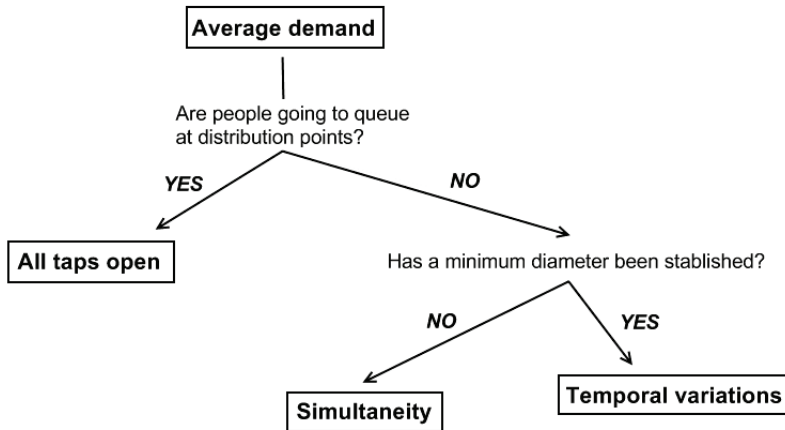 Average demand
Are people going to queue
at distribution points?
YES
NO
All taps open
Has a minimum diameter been stablished?
NO
YES
Simultaneity
Temporal variations